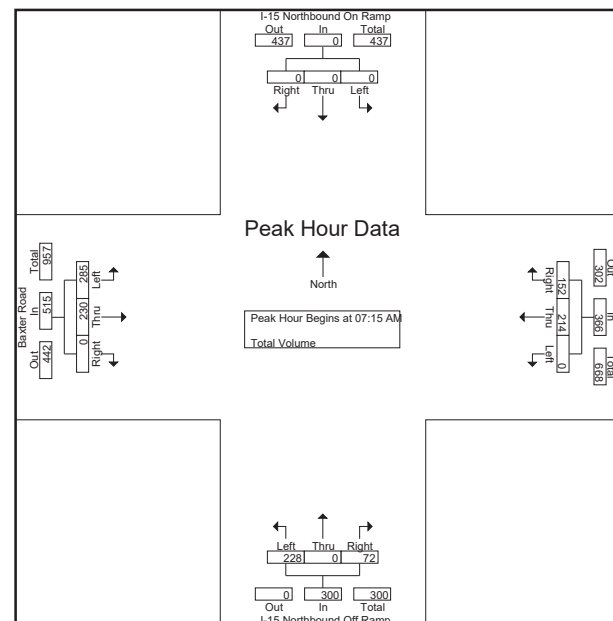 I-15 Northbound On Ramp
Out In Total
437 0 437
0 0 0
Right Thru Left
Peak Hour Data
North
Peak Hour Begins at 07:15 AM
Total Volume
Baxter Road
Out In Total
442 515 957
Right Thru Left
0 230 285
Out In Total
302 366 668
Right Thru Left
152 214 0
Left Thru Right
228 0 72
0 300 300
Out In Total
I-15 Northbound Off Ramp